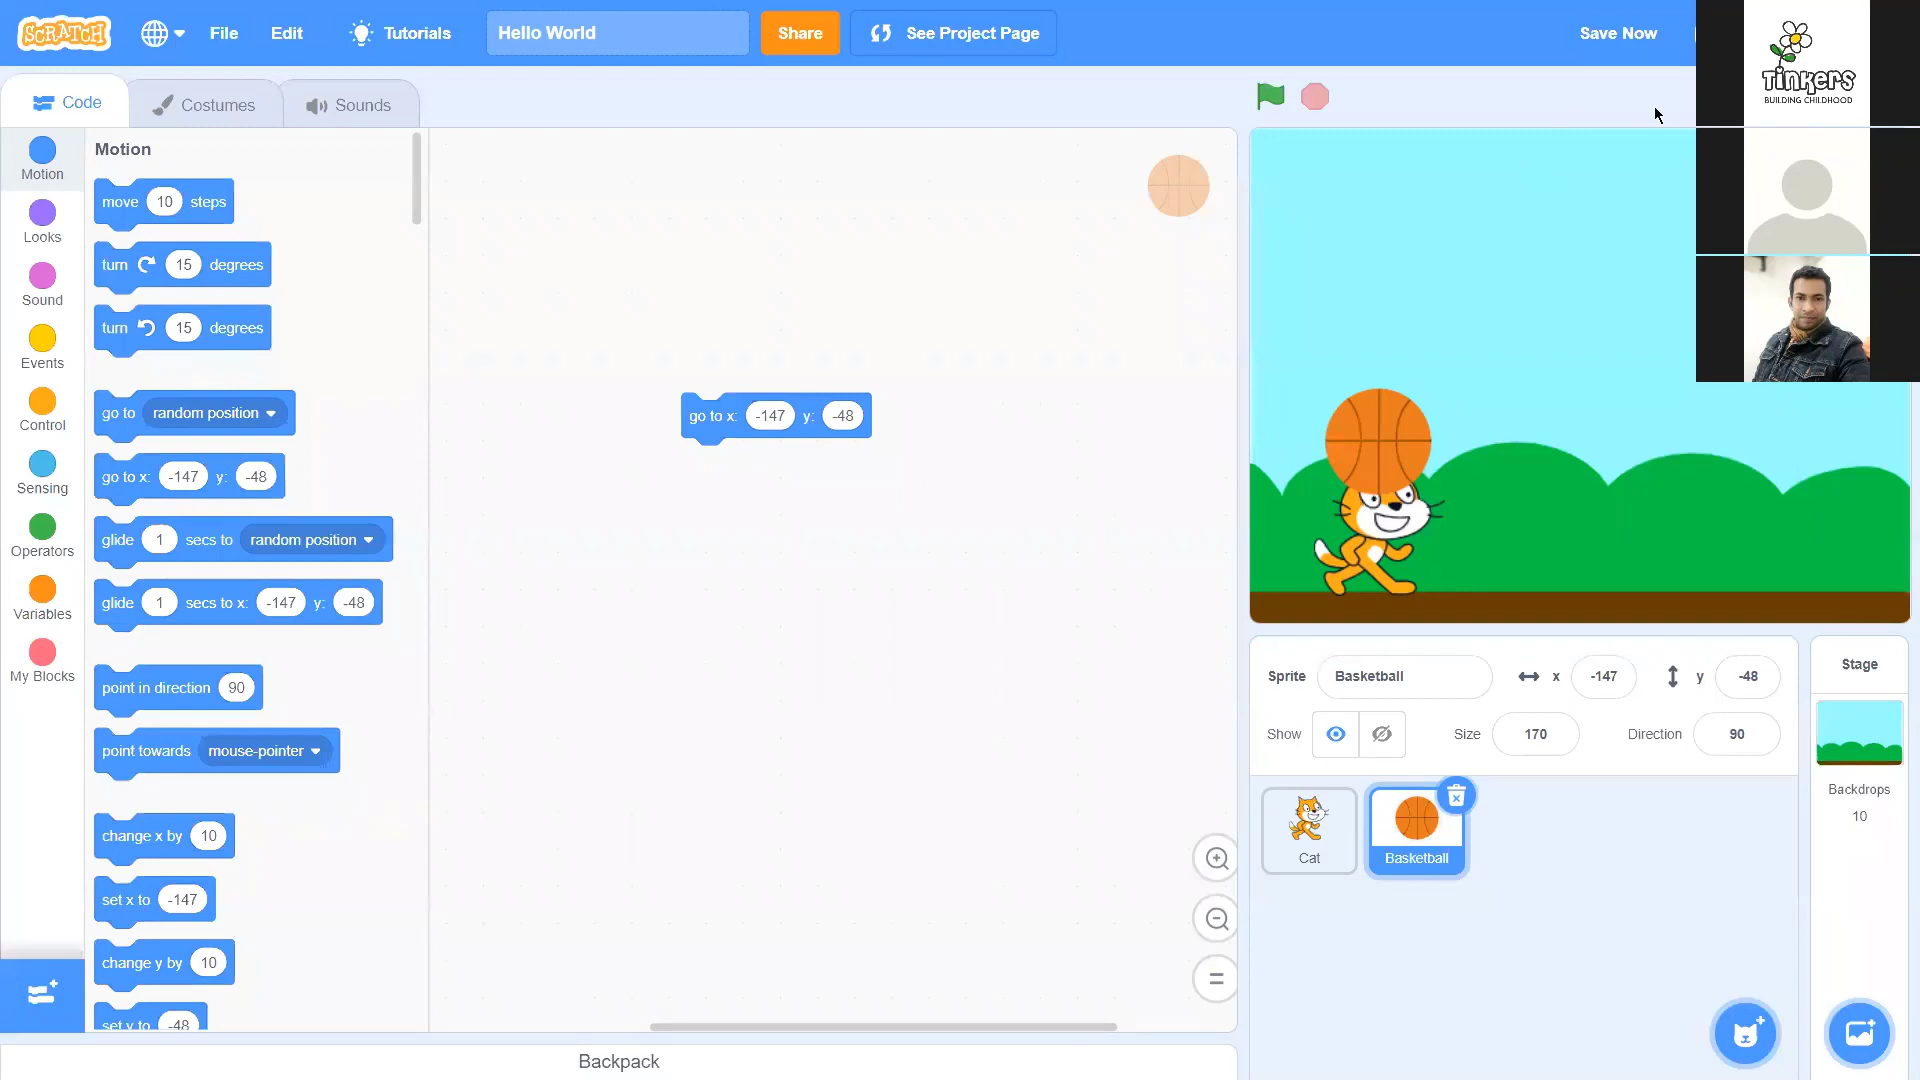 SCRATCH
File
Edit
Tutorials
Hello World
Share
See Project Page
Save Now
Tinkers
BUILDING CHILDHOOD
Code
Costumes
Sounds
Motion
Looks
Sound
Events
Control
Sensing
Operators
Variables
My Blocks
Motion
move 10 steps
turn 15 degrees
turn 15 degrees
go to random position
go to x: -147 y: -48
glide 1 secs to random position
glide 1 secs to x: -147 y: -48
point in direction 90
point towards mouse-pointer
change x by 10
set x to -147
change y by 10
set y to -48
go to x: -147 y: -48
Sprite Basketball x -147 y -48
Show Size 170 Direction 90
Cat
Basketball
Stage
Backdrops
10
Backpack